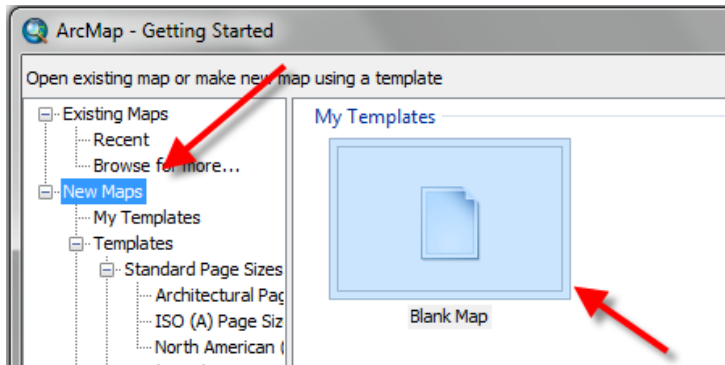 ArcMap - Getting Started
Open existing map or make new map using a template
Existing Maps
Recent
Browse for more...
New Maps
My Templates
Templates
Standard Page Sizes
Architectural Pag
ISO (A) Page Siz
North American (
My Templates
Blank Map